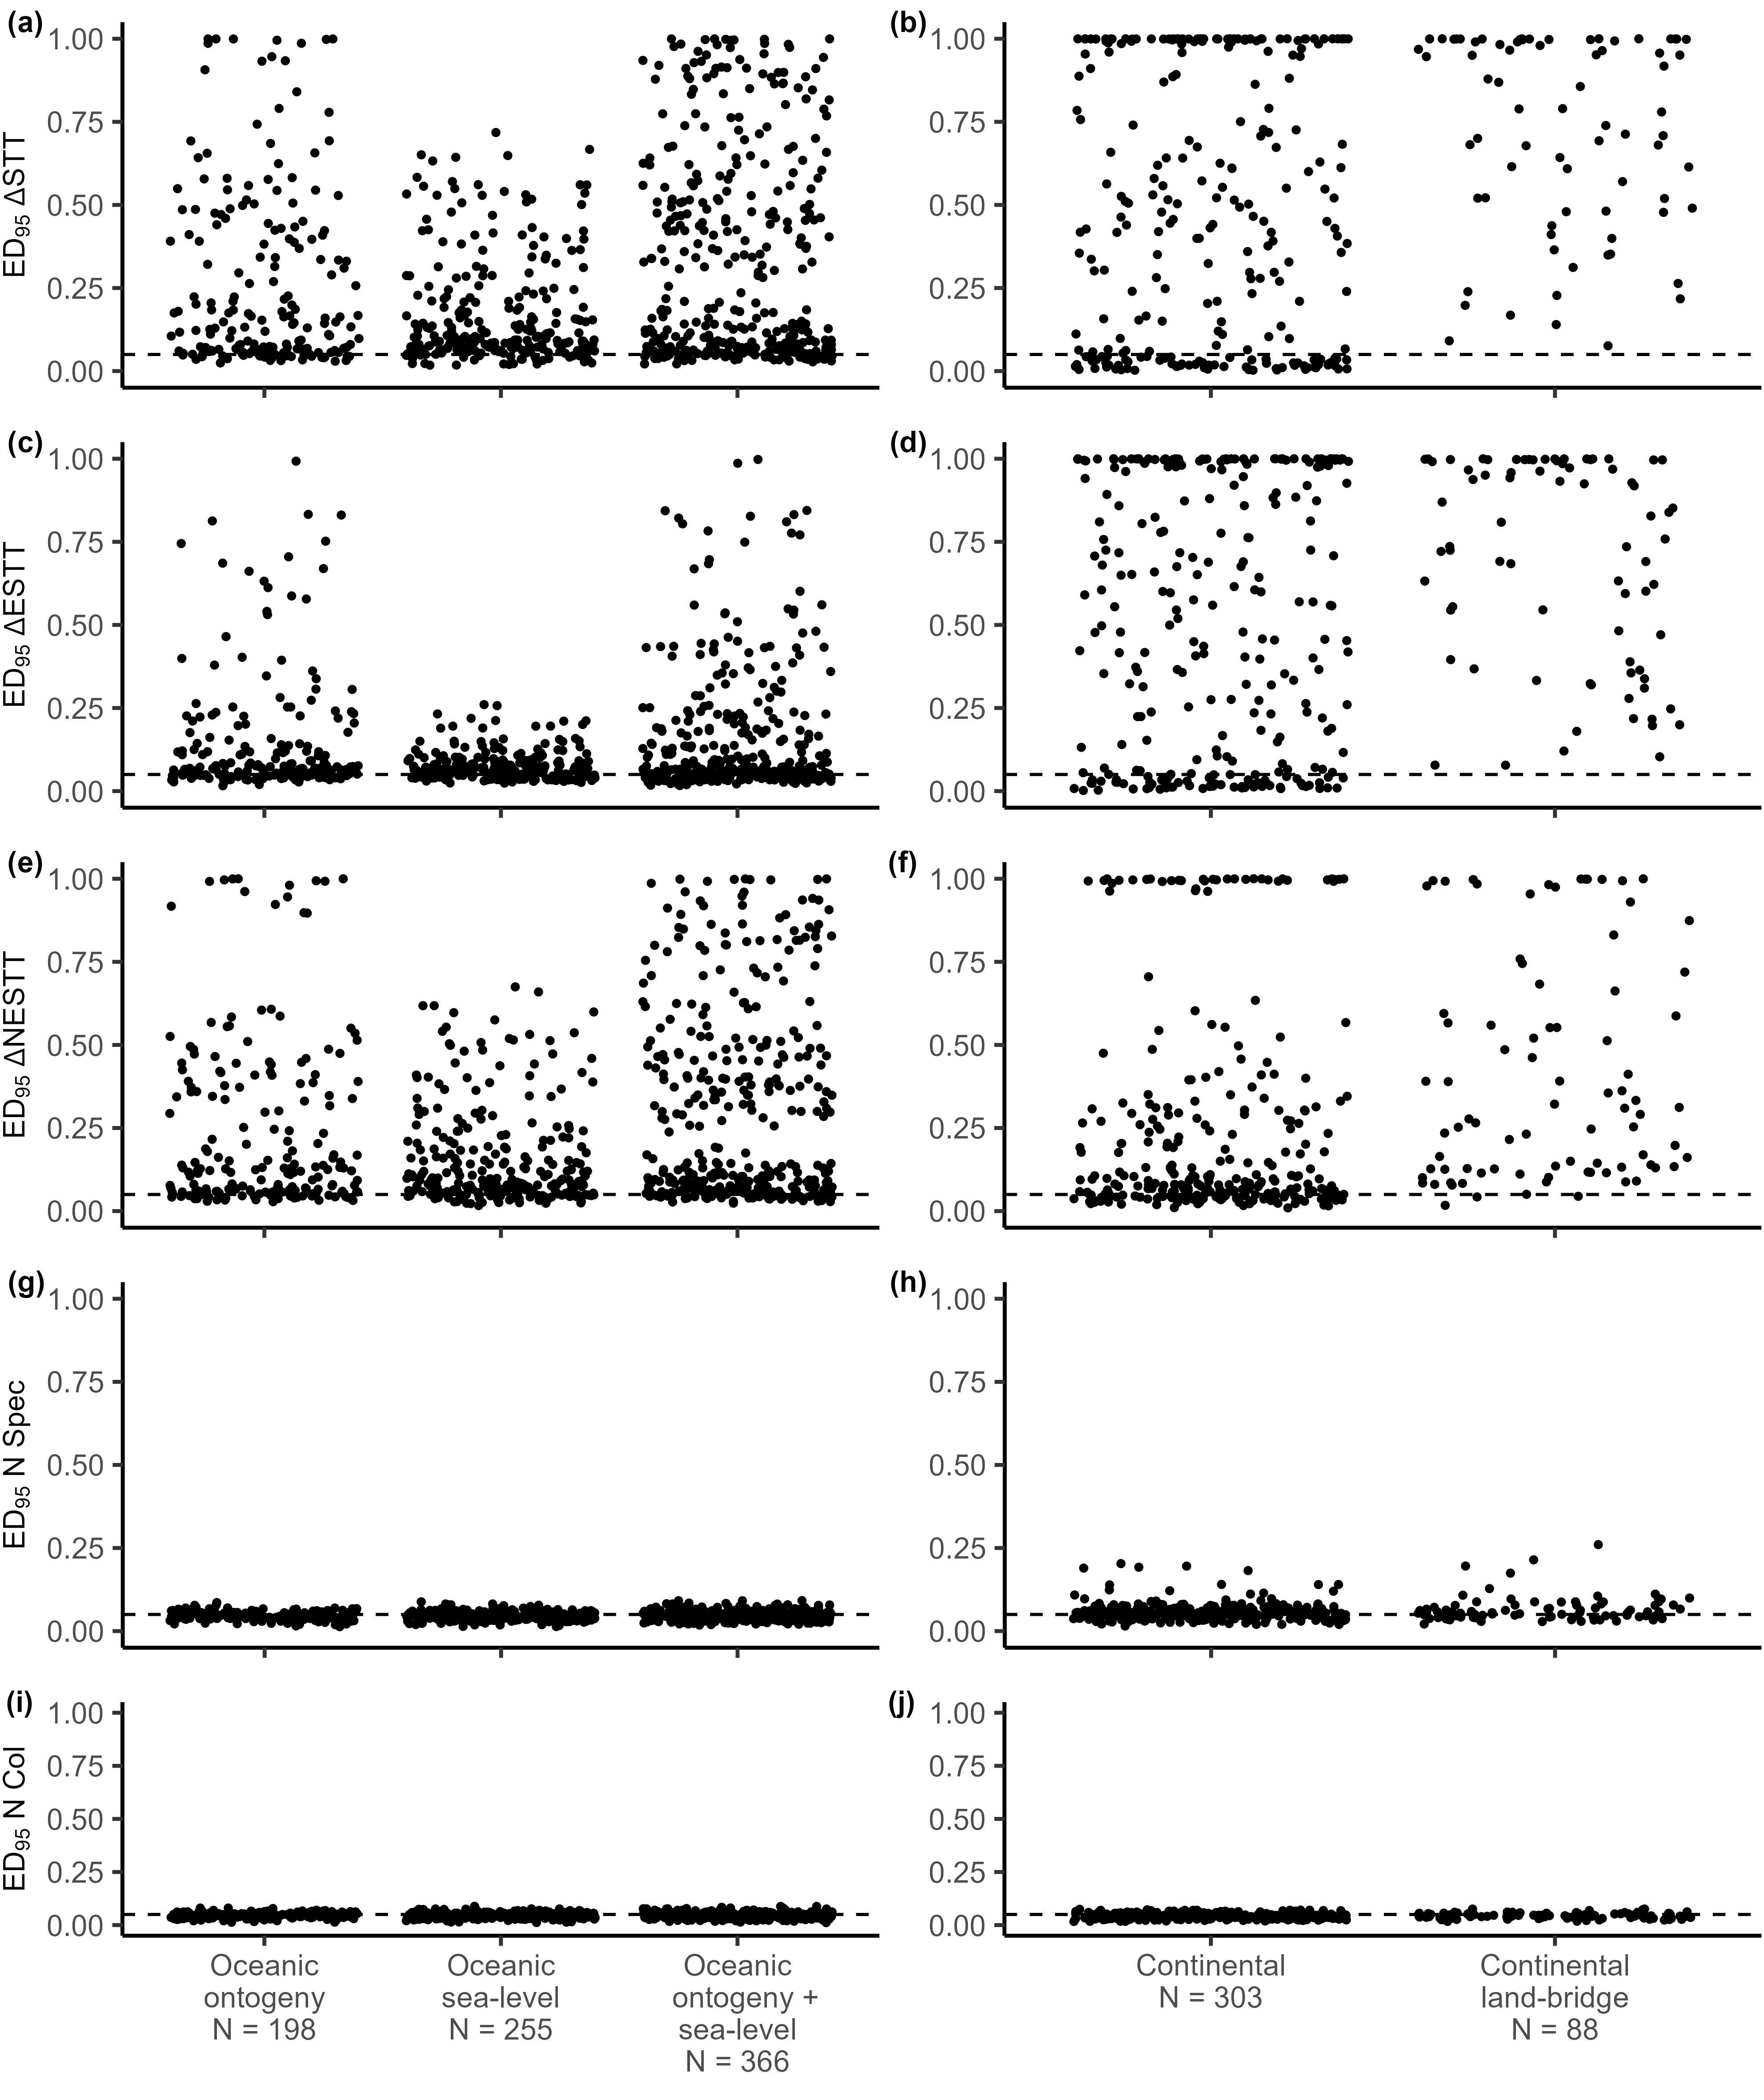 (a)
1.00
0.75
0.50
0.25
0.00
ED95 ΔSTT
(b)
1.00
0.75
0.50
0.25
0.00
(c)
1.00
0.75
0.50
0.25
0.00
ED95 ΔESTT
(d)
1.00
0.75
0.50
0.25
0.00
(e)
1.00
0.75
0.50
0.25
0.00
ED95 ΔNESTT
(f)
1.00
0.75
0.50
0.25
0.00
(g)
1.00
0.75
0.50
0.25
0.00
ED95 N Spec
(h)
1.00
0.75
0.50
0.25
0.00
(i)
1.00
0.75
0.50
0.25
0.00
ED95 N Col
(j)
1.00
0.75
0.50
0.25
0.00
Oceanic
ontogeny
N = 198
Oceanic
sea-level
N = 255
Oceanic
ontogeny +
sea-level
N = 366
Continental
N = 303
Continental
land-bridge
N = 88